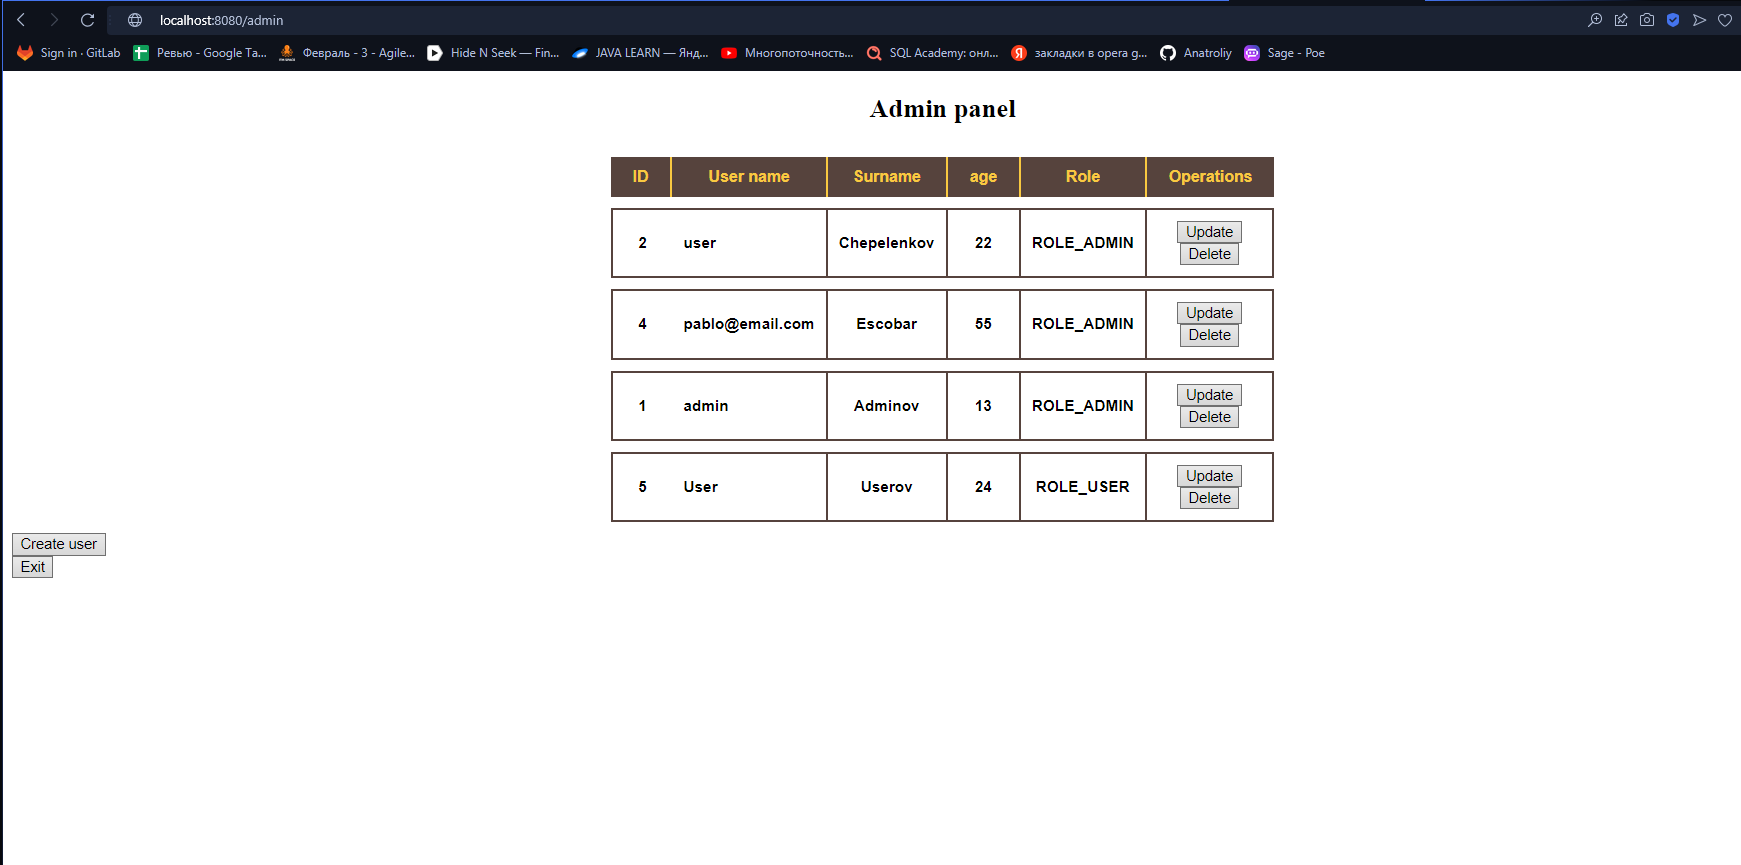 localhost:8080/admin
Sign in · GitLab Ревью - Google Та... Февраль - 3 - Agile... Hide N Seek — Fin... JAVA LEARN — Янд... Многопоточность... SQL Academy: онл... закладки в opera g... Anatroliy Sage - Poe
Admin panel
ID User name Surname age Role Operations
2 user Chepelenkov 22 ROLE_ADMIN Update
Delete
4 pablo@email.com Escobar 55 ROLE_ADMIN Update
Delete
1 admin Adminov 13 ROLE_ADMIN Update
Delete
5 User Userov 24 ROLE_USER Update
Delete
Create user
Exit